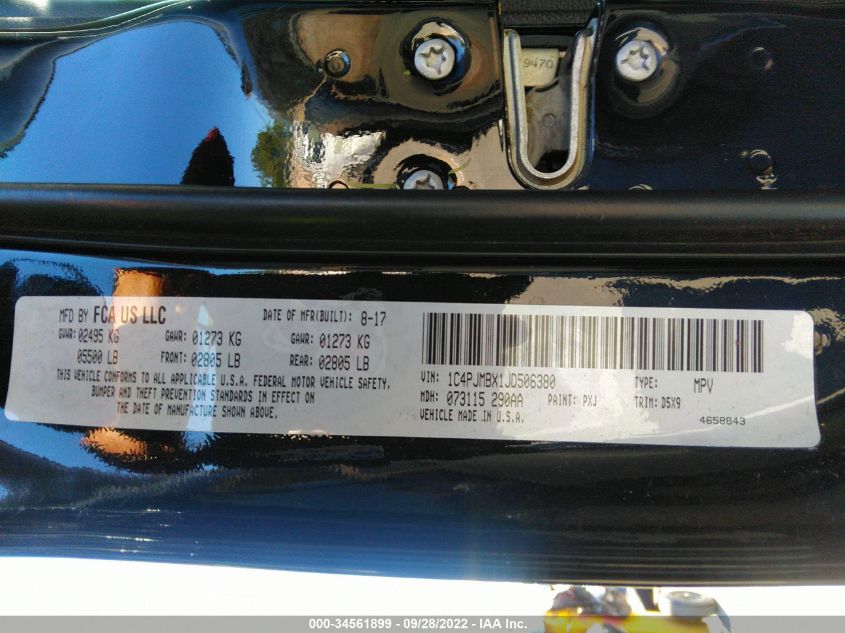 9470
MFD BY FCA US LLC DATE OF MFR(BUILT): 8-17
GVWR: 02495 KG GAWR: 01273 KG GAWR: 01273 KG
05500 LB FRONT: 02805 LB REAR: 02805 LB
THIS VEHICLE CONFORMS TO ALL APPLICABLE U.S.A. FEDERAL MOTOR VEHICLE SAFETY,
BUMPER AND THEFT PREVENTION STANDARDS IN EFFECT ON
THE DATE OF MANUFACTURE SHOWN ABOVE.
VIN: 1C4PJMBX1JD506380 TYPE: MPV
MDH: 073115 290AA PAINT: PXJ TRIM: D5X9
VEHICLE MADE IN U.S.A. 4658843
000-34561899 - 09/28/2022 - IAA Inc.